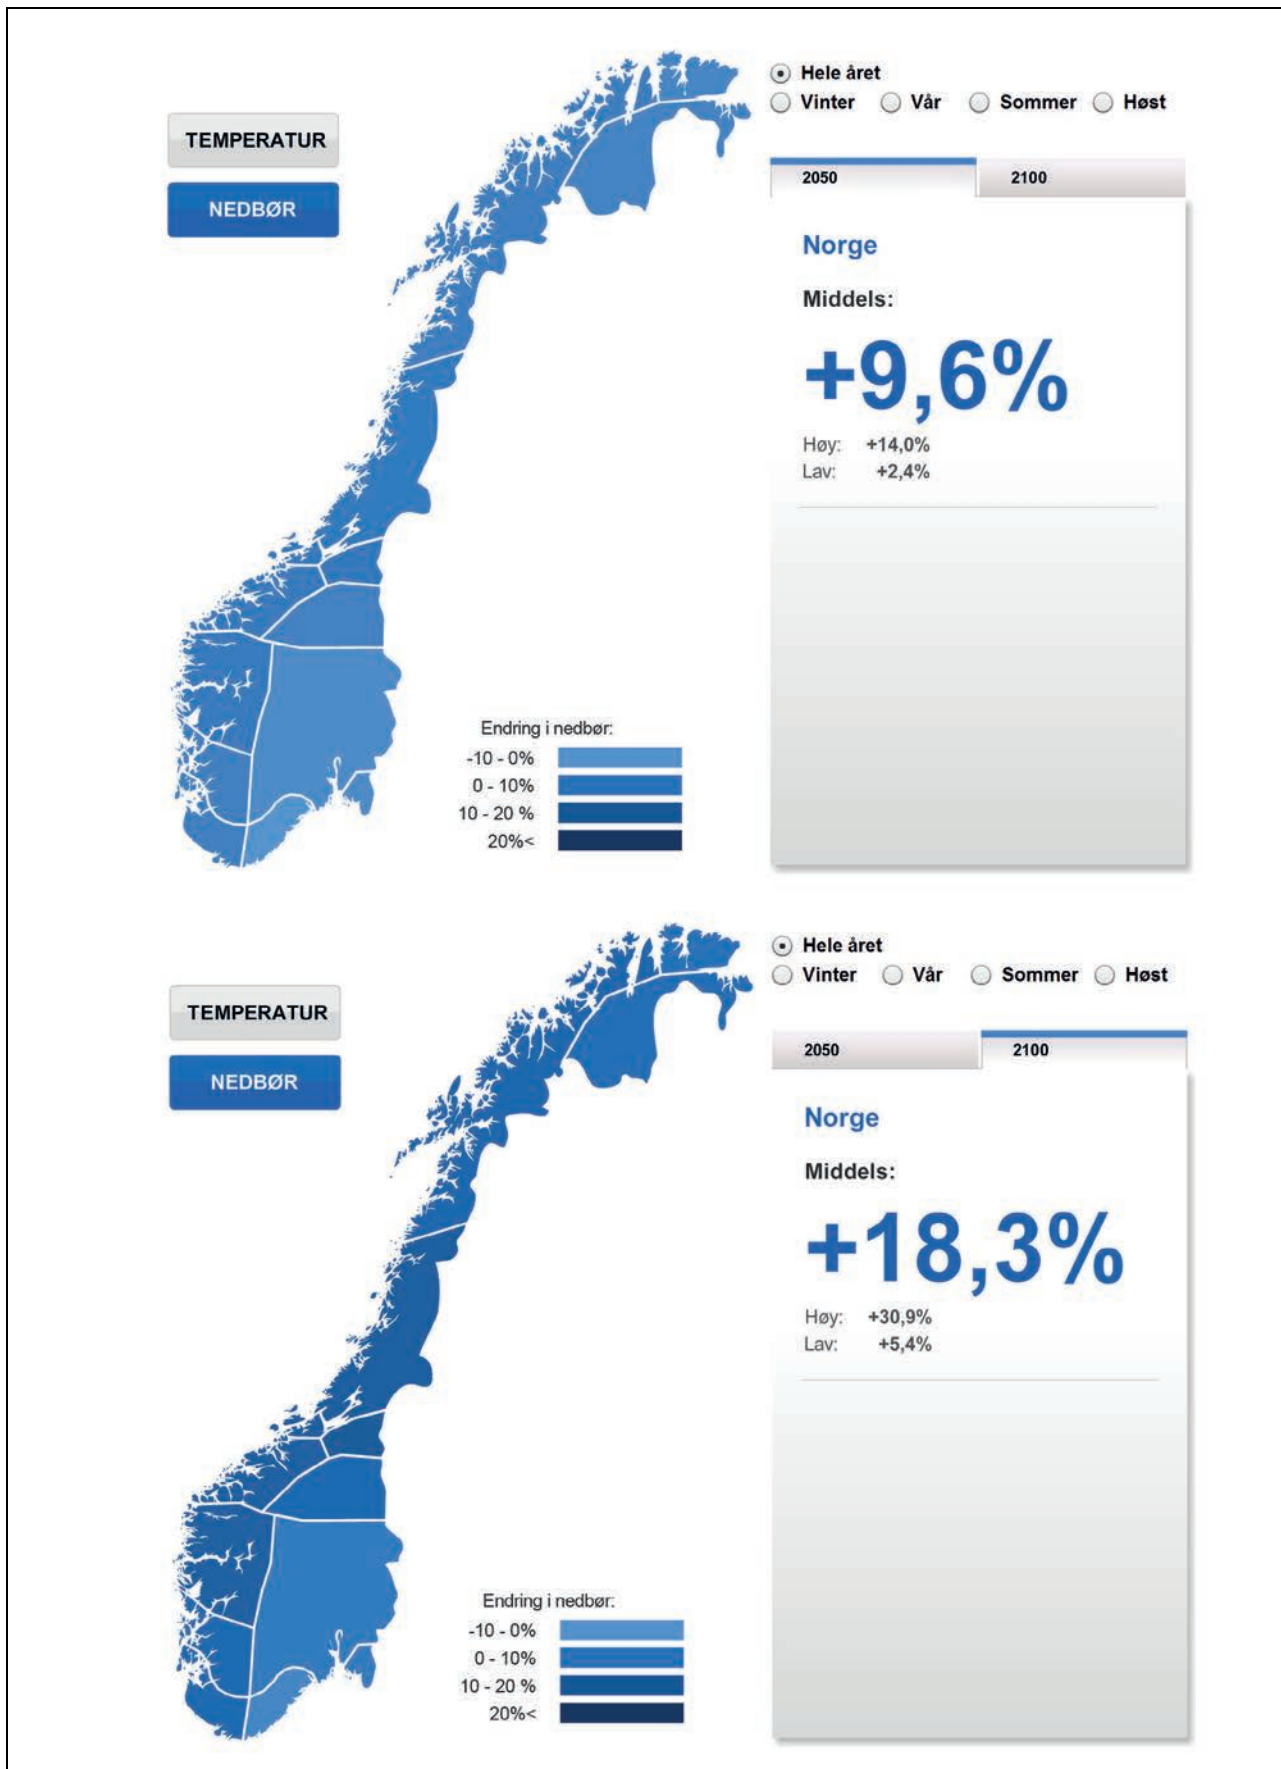 Hele året
Vinter Vår Sommer Høst
TEMPERATUR
NEDBØR
2050 2100
Norge
Middels:
+9,6%
Høy: +14,0%
Lav: +2,4%
Endring i nedbør:
-10 - 0%
0 - 10%
10 - 20 %
20%<
Hele året
Vinter Vår Sommer Høst
TEMPERATUR
NEDBØR
2050 2100
Norge
Middels:
+18,3%
Høy: +30,9%
Lav: +5,4%
Endring i nedbør:
-10 - 0%
0 - 10%
10 - 20 %
20%<